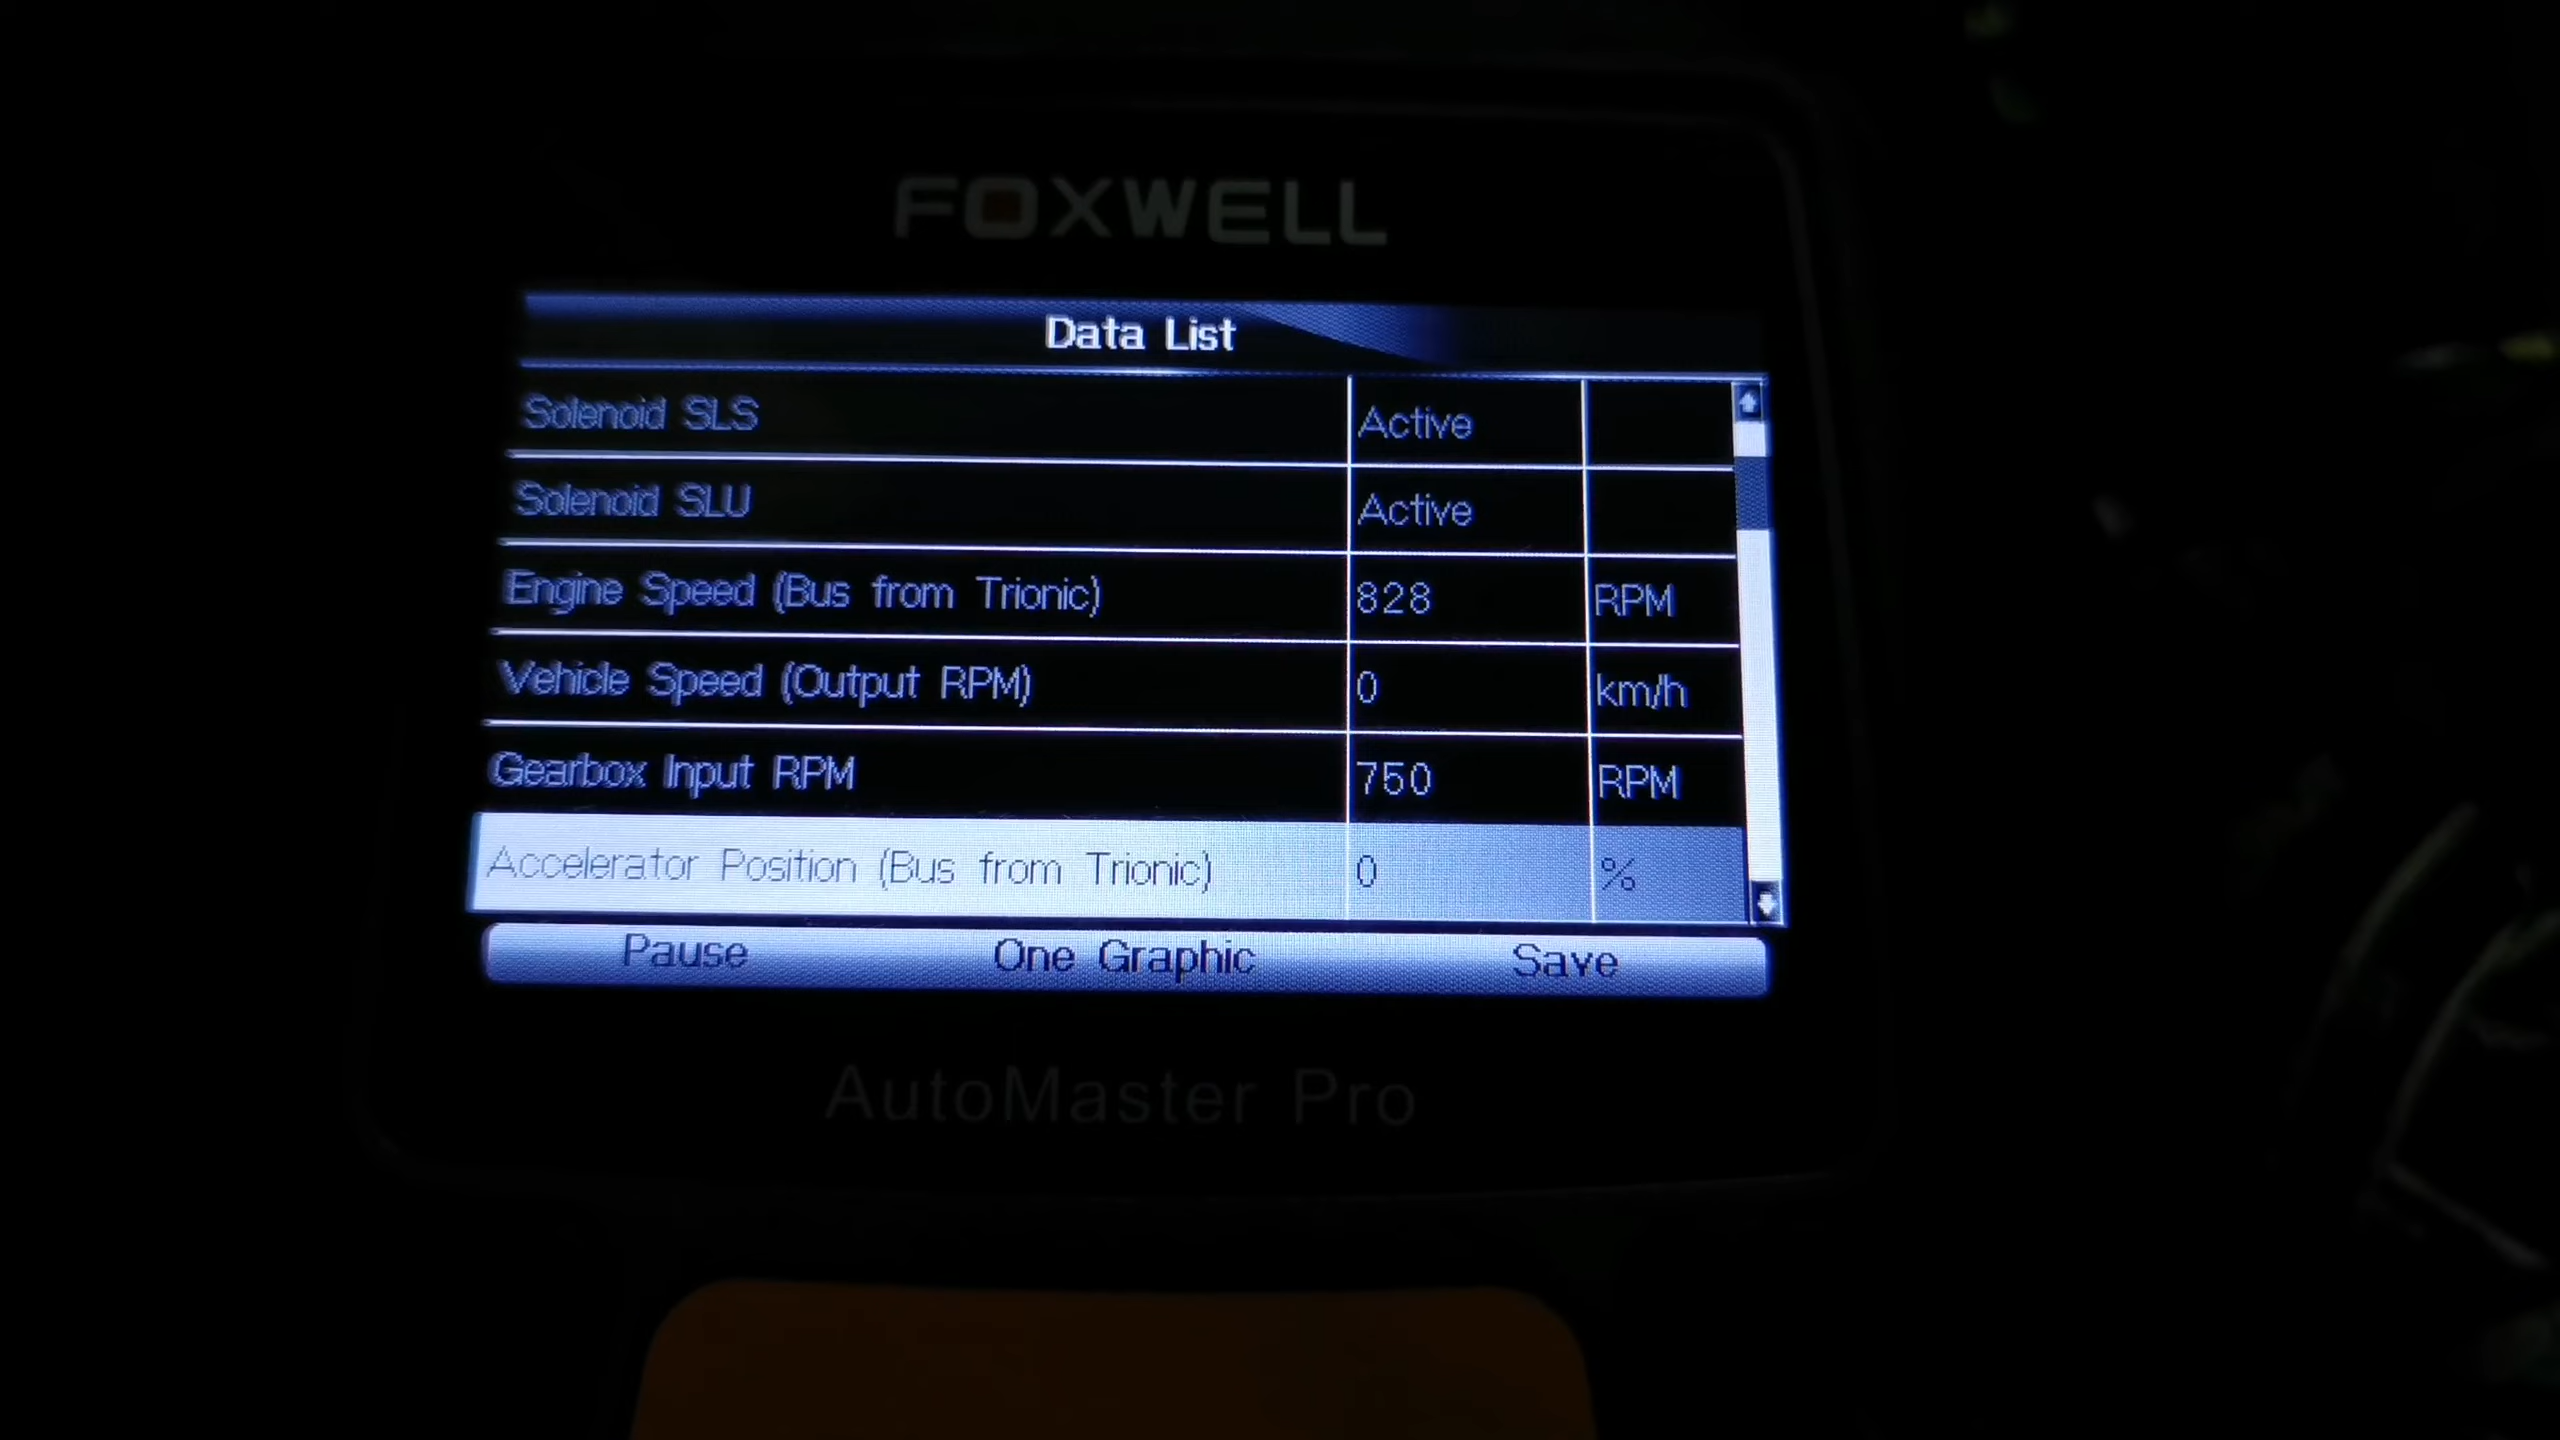 FOXWELL
Data List
Solenoid SLS Active
Solenoid SLU Active
Engine Speed (Bus from Trionic) 828 RPM
Vehicle Speed (Output RPM) 0 km/h
Gearbox Input RPM 750 RPM
Accelerator Position (Bus from Trionic) 0 %
Pause One Graphic Save
AutoMaster Pro